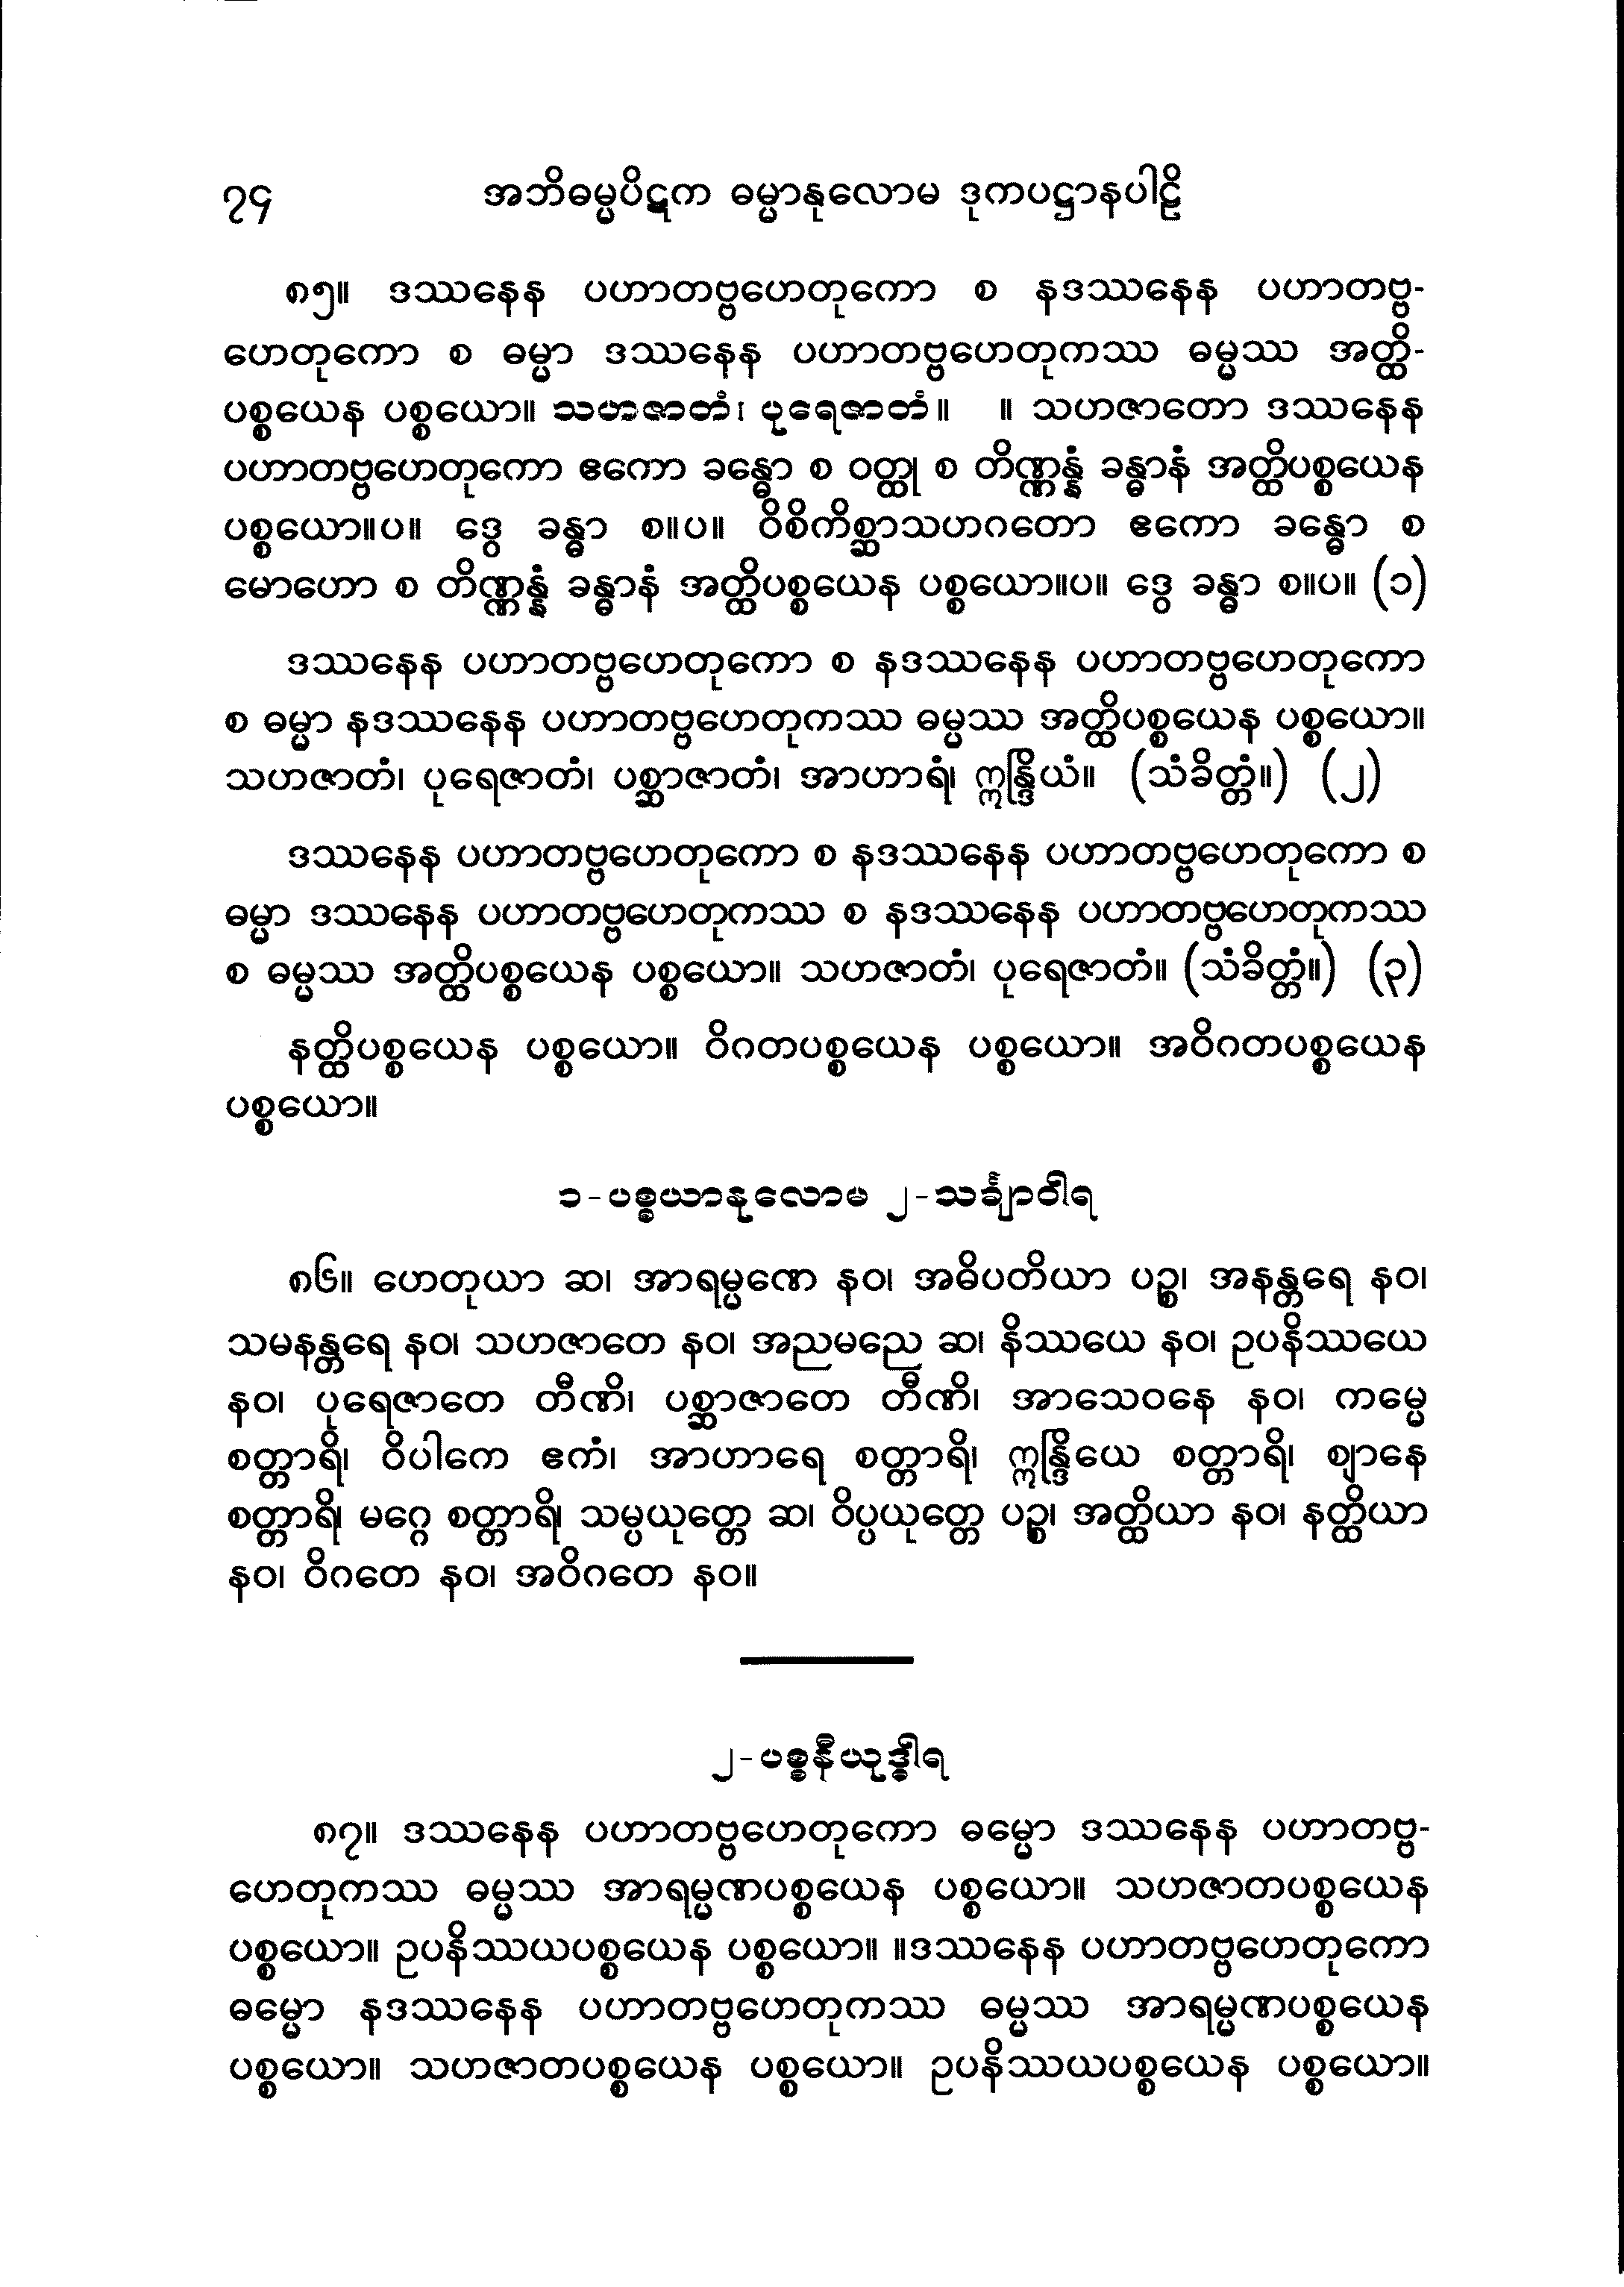 ၇၄ အဘိဓမ္မပိဋက ဓမ္မာနုလောမ ဒုကပဋ္ဌာနပါဠိ
၈၅။ ဒဿနေန ပဟာတဗ္ဗဟေတုကော စ နဒဿနေန ပဟာတဗ္ဗ-
ဟေတုကော စ ဓမ္မာ ဒဿနေန ပဟာတဗ္ဗဟေတုကဿ ဓမ္မဿ အတ္ထိ-
ပစ္စယေန ပစ္စယော။ သဟဇာတံ၊ ပုရေဇာတံ။ ။ သဟဇာတော ဒဿနေန
ပဟာတဗ္ဗဟေတုကော ဧကော ခန္ဓော စ ဝတ္ထု စ တိဏ္ဏန္နံ ခန္ဓာနံ အတ္ထိပစ္စယေန
ပစ္စယော။ပ။ ဒွေ ခန္ဓာ စ။ပ။ ဝိစိကိစ္ဆာသဟဂတော ဧကော ခန္ဓော စ
မောဟော စ တိဏ္ဏန္နံ ခန္ဓာနံ အတ္ထိပစ္စယေန ပစ္စယော။ပ။ ဒွေ ခန္ဓာ စ။ပ။ (၁)
ဒဿနေန ပဟာတဗ္ဗဟေတုကော စ နဒဿနေန ပဟာတဗ္ဗဟေတုကော
စ ဓမ္မာ နဒဿနေန ပဟာတဗ္ဗဟေတုကဿ ဓမ္မဿ အတ္ထိပစ္စယေန ပစ္စယော။
သဟဇာတံ၊ ပုရေဇာတံ၊ ပစ္ဆာဇာတံ၊ အာဟာရံ၊ ဣန္ဒြိယံ။ (သံခိတ္တံ။) (၂)
ဒဿနေန ပဟာတဗ္ဗဟေတုကော စ နဒဿနေန ပဟာတဗ္ဗဟေတုကော စ
ဓမ္မာ ဒဿနေန ပဟာတဗ္ဗဟေတုကဿ စ နဒဿနေန ပဟာတဗ္ဗဟေတုကဿ
စ ဓမ္မဿ အတ္ထိပစ္စယေန ပစ္စယော။ သဟဇာတံ၊ ပုရေဇာတံ။ (သံခိတ္တံ။) (၃)
နတ္ထိပစ္စယေန ပစ္စယော။ ဝိဂတပစ္စယေန ပစ္စယော။ အဝိဂတပစ္စယေန
ပစ္စယော။
၁-ပစ္စယာနုလောမ ၂-သင်္ချာဝါရ
၈၆။ ဟေတုယာ ဆ၊ အာရမ္မဏေ နဝ၊ အဓိပတိယာ ပဉ္စ၊ အနန္တရေ နဝ၊
သမနန္တရေ နဝ၊ သဟဇာတေ နဝ၊ အညမညေ ဆ၊ နိဿယေ နဝ၊ ဥပနိဿယေ
နဝ၊ ပုရေဇာတေ တီဏိ၊ ပစ္ဆာဇာတေ တီဏိ၊ အာသေဝနေ နဝ၊ ကမ္မေ
စတ္တာရိ၊ ဝိပါကေ ဧကံ၊ အာဟာရေ စတ္တာရိ၊ ဣန္ဒြိယေ စတ္တာရိ၊ ဈာနေ
စတ္တာရိ၊ မဂ္ဂေ စတ္တာရိ၊ သမ္ပယုတ္တေ ဆ၊ ဝိပ္ပယုတ္တေ ပဉ္စ၊ အတ္ထိယာ နဝ၊ နတ္ထိယာ
နဝ၊ ဝိဂတေ နဝ၊ အဝိဂတေ နဝ။
၂-ပစ္စနီယုဒ္ဓါရ
၈၇။ ဒဿနေန ပဟာတဗ္ဗဟေတုကော ဓမ္မော ဒဿနေန ပဟာတဗ္ဗ-
ဟေတုကဿ ဓမ္မဿ အာရမ္မဏပစ္စယေန ပစ္စယော။ သဟဇာတပစ္စယေန
ပစ္စယော။ ဥပနိဿယပစ္စယေန ပစ္စယော။ ။ဒဿနေန ပဟာတဗ္ဗဟေတုကော
ဓမ္မော နဒဿနေန ပဟာတဗ္ဗဟေတုကဿ ဓမ္မဿ အာရမ္မဏပစ္စယေန
ပစ္စယော။ သဟဇာတပစ္စယေန ပစ္စယော။ ဥပနိဿယပစ္စယေန ပစ္စယော။